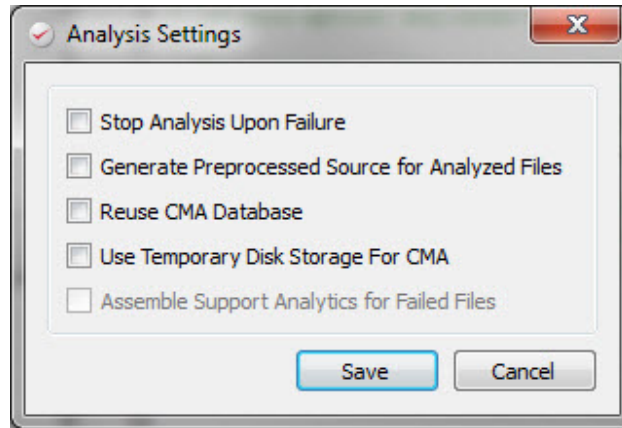 Analysis Settings
Stop Analysis Upon Failure
Generate Preprocessed Source for Analyzed Files
Reuse CMA Database
Use Temporary Disk Storage For CMA
Assemble Support Analytics for Failed Files
Save Cancel